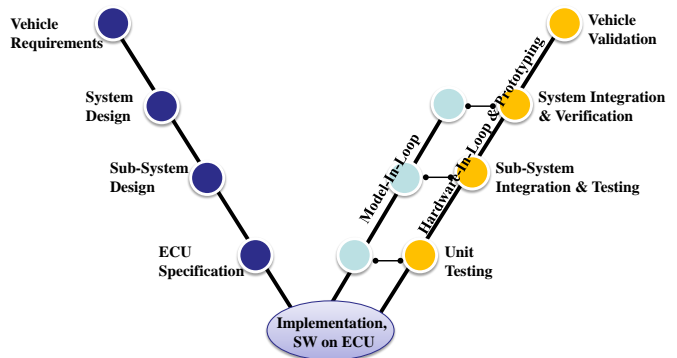 Vehicle
Requirements
System
Design
Sub-System
Design
ECU
Specification
Implementation,
SW on ECU
Model-In-Loop
Hardware-In-Loop & Prototyping
Vehicle
Validation
System Integration
& Verification
Sub-System
Integration & Testing
Unit
Testing